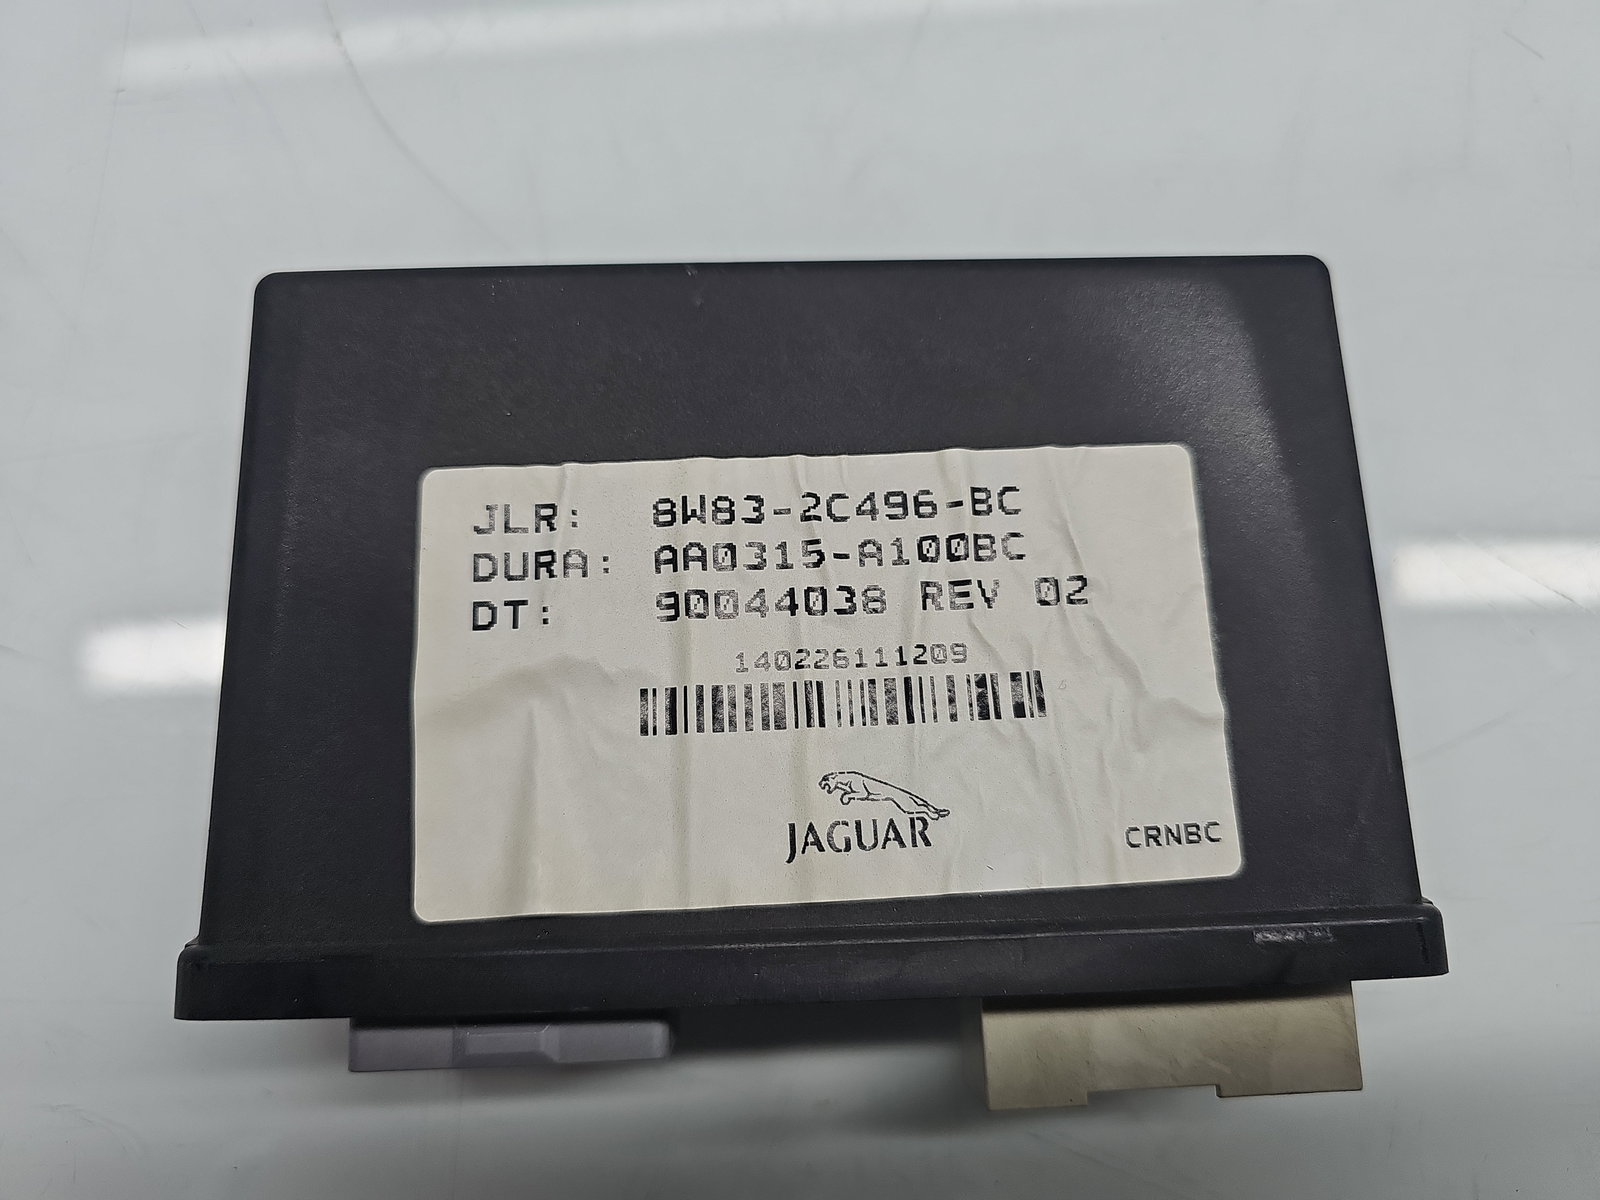 JLR: 8W83-2C496-BC
DURA: AA0315-A100BC
DT: 90044038 REV 02
140226111209
JAGUAR
CRNBC